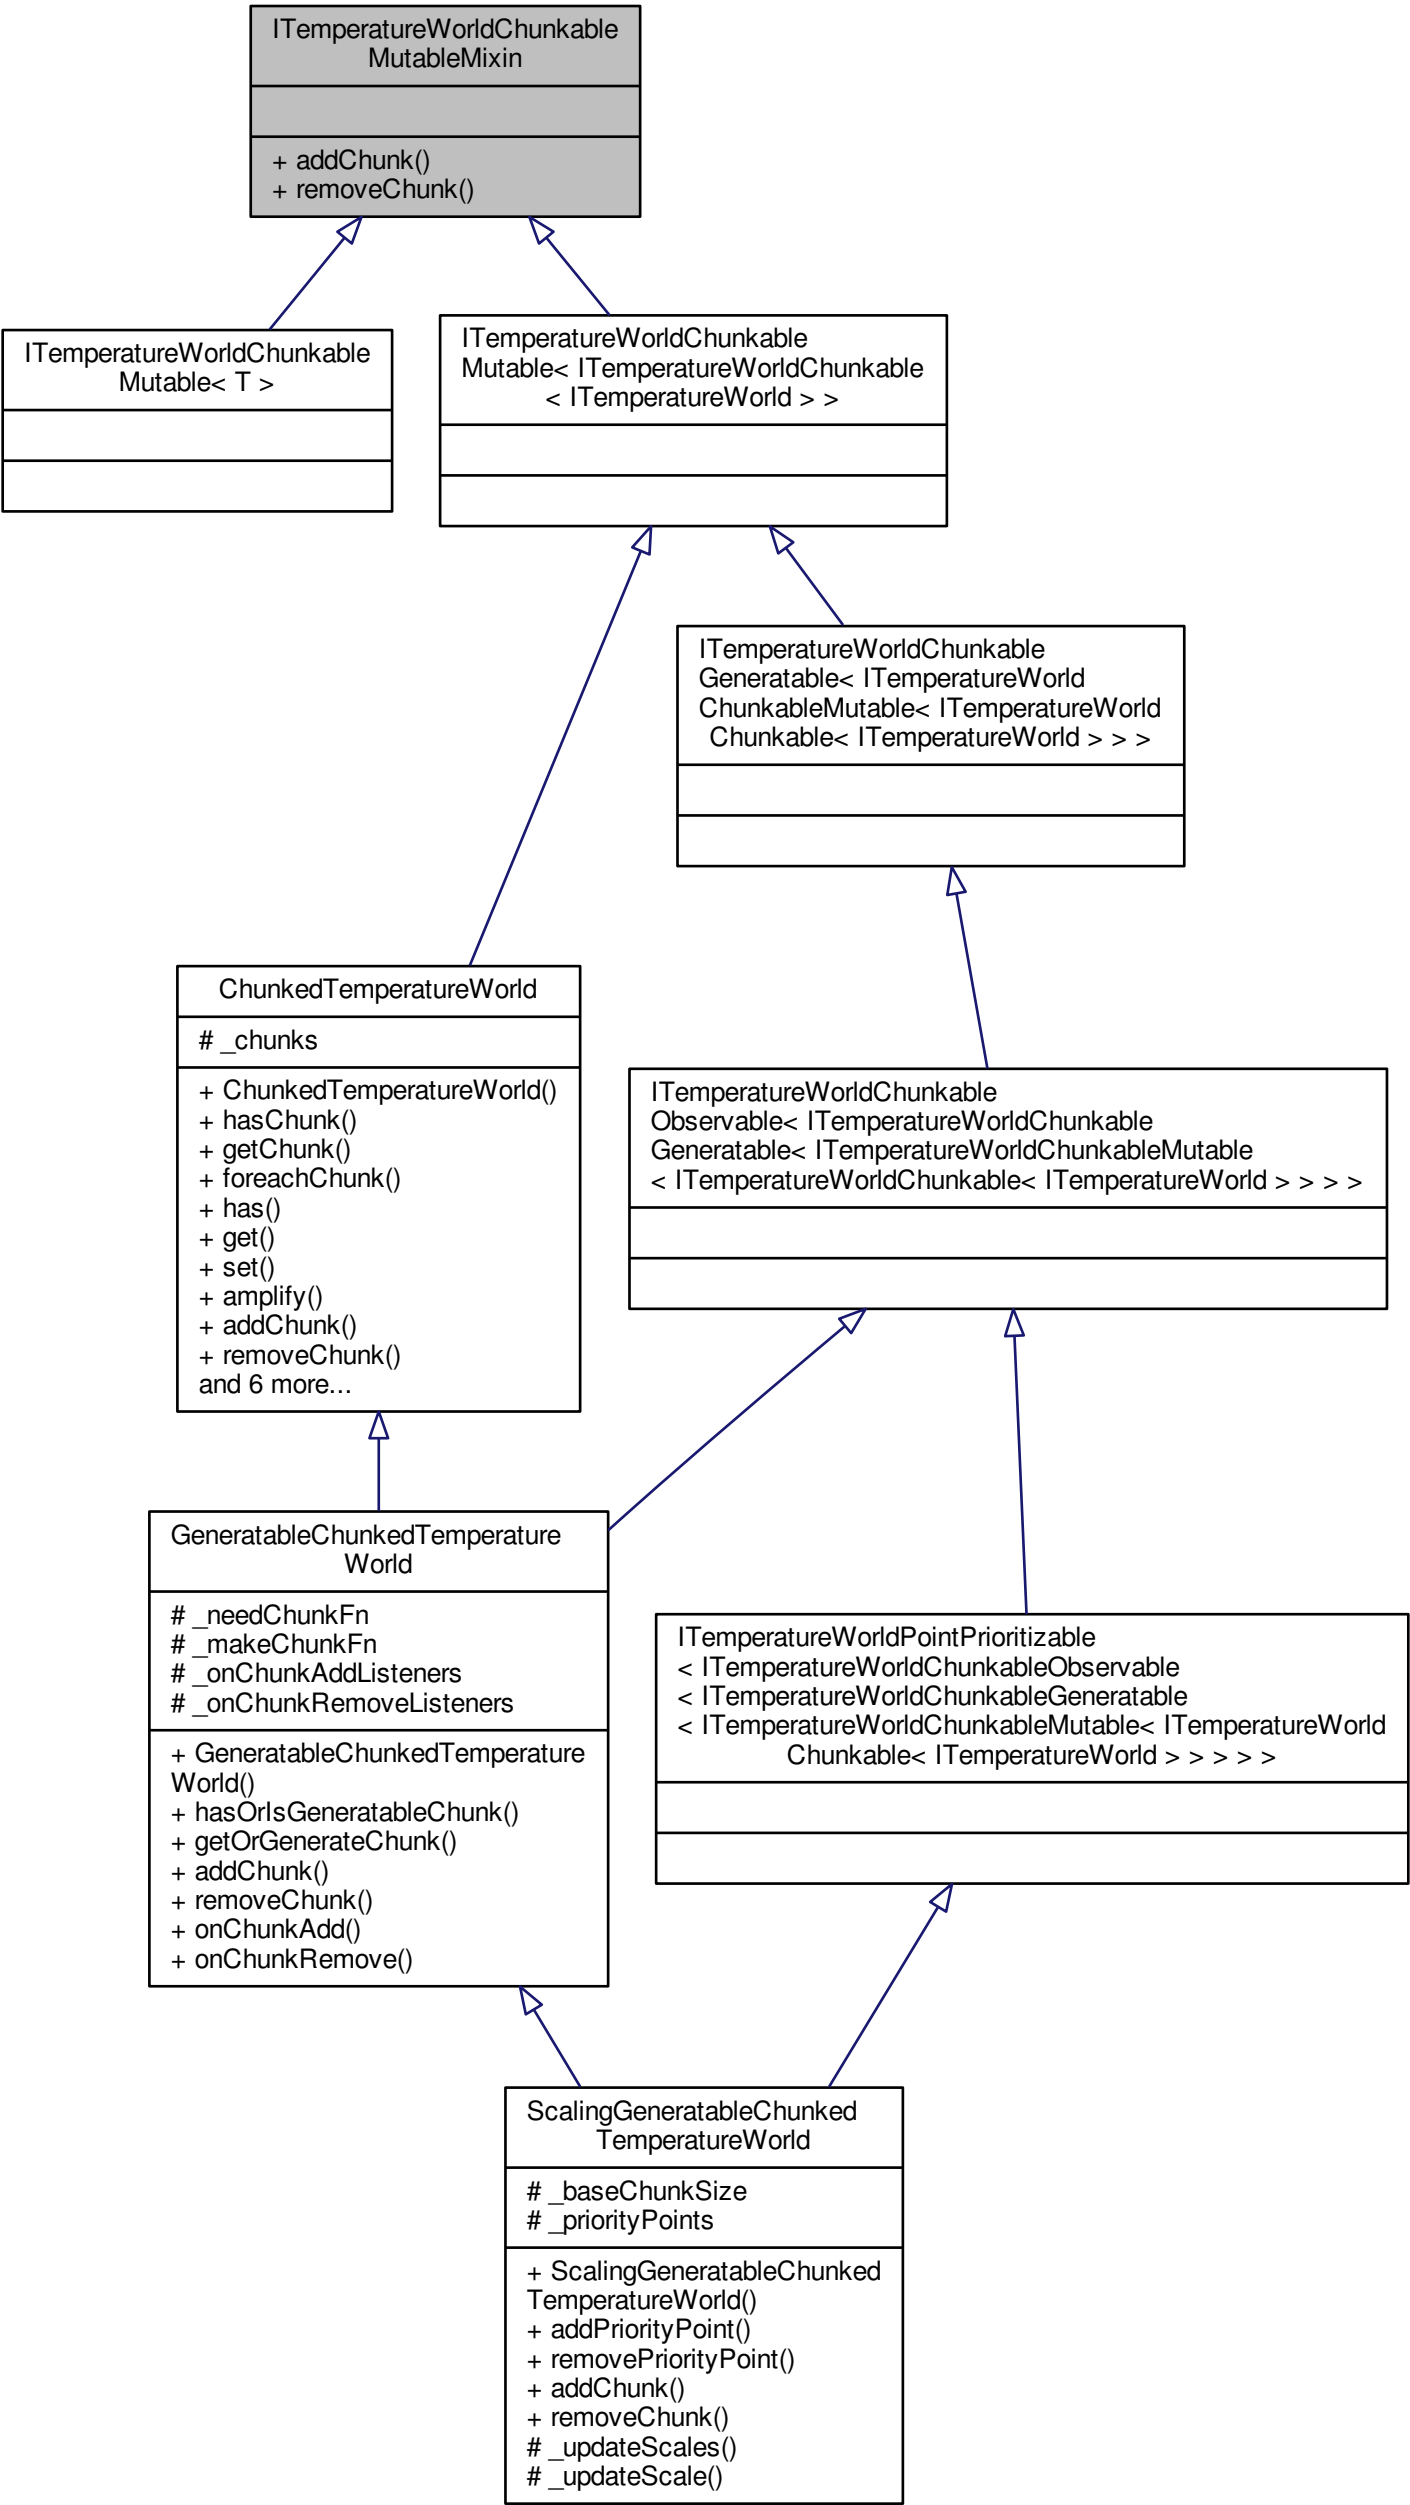 ITemperatureWorldChunkable
MutableMixin
+ addChunk()
+ removeChunk()
ITemperatureWorldChunkable
Mutable< T >
ITemperatureWorldChunkable
Mutable< ITemperatureWorldChunkable
< ITemperatureWorld > >
ITemperatureWorldChunkable
Generatable< ITemperatureWorld
ChunkableMutable< ITemperatureWorld
Chunkable< ITemperatureWorld > > >
ChunkedTemperatureWorld
# _chunks
+ ChunkedTemperatureWorld()
+ hasChunk()
+ getChunk()
+ foreachChunk()
+ has()
+ get()
+ set()
+ amplify()
+ addChunk()
+ removeChunk()
and 6 more...
ITemperatureWorldChunkable
Observable< ITemperatureWorldChunkable
Generatable< ITemperatureWorldChunkableMutable
< ITemperatureWorldChunkable< ITemperatureWorld > > > >
GeneratableChunkedTemperature
World
# _needChunkFn
# _makeChunkFn
# _onChunkAddListeners
# _onChunkRemoveListeners
+ GeneratableChunkedTemperature
World()
+ hasOrIsGeneratableChunk()
+ getOrGenerateChunk()
+ addChunk()
+ removeChunk()
+ onChunkAdd()
+ onChunkRemove()
ITemperatureWorldPointPrioritizable
< ITemperatureWorldChunkableObservable
< ITemperatureWorldChunkableGeneratable
< ITemperatureWorldChunkableMutable< ITemperatureWorld
Chunkable< ITemperatureWorld > > > > >
ScalingGeneratableChunked
TemperatureWorld
# _baseChunkSize
# _priorityPoints
+ ScalingGeneratableChunked
TemperatureWorld()
+ addPriorityPoint()
+ removePriorityPoint()
+ addChunk()
+ removeChunk()
# _updateScales()
# _updateScale()